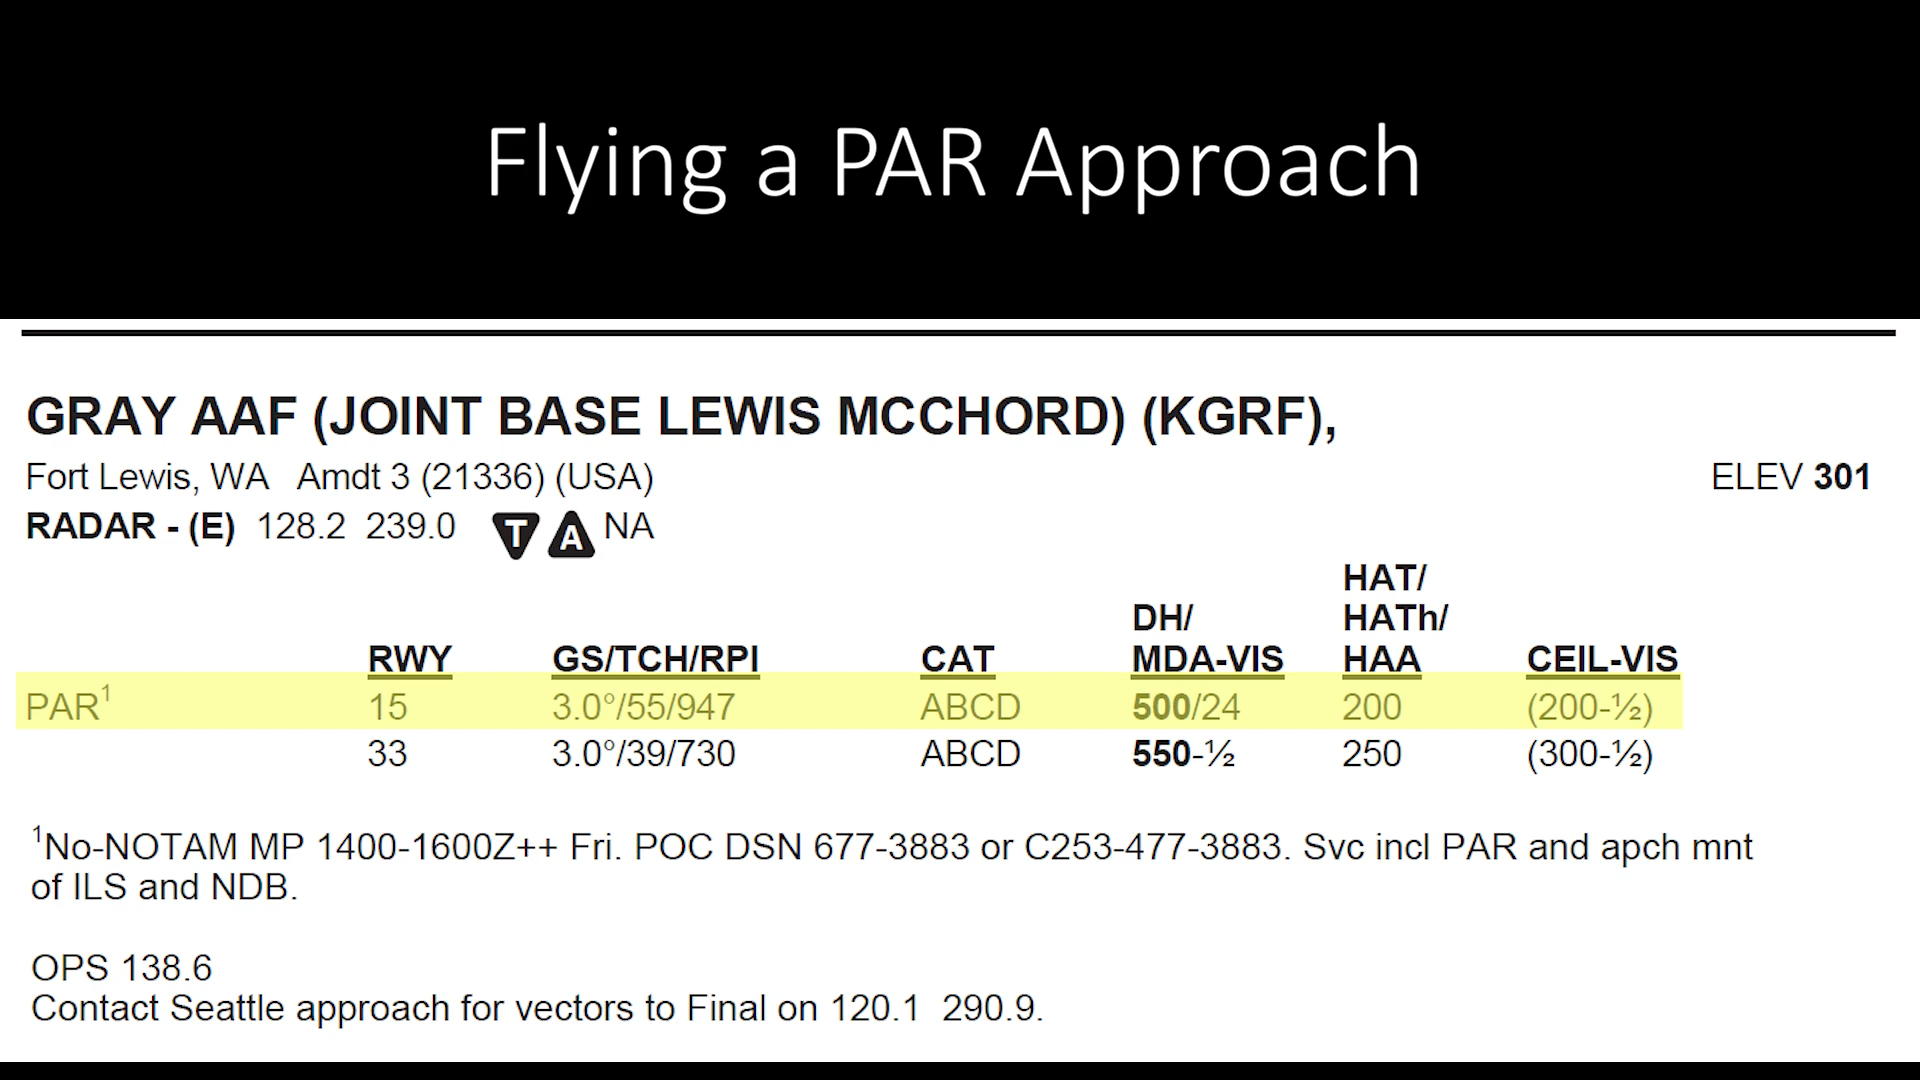 Flying a PAR Approach
GRAY AAF (JOINT BASE LEWIS MCCHORD) (KGRF),
Fort Lewis, WA Amdt 3 (21336) (USA) ELEV 301
RADAR - (E) 128.2 239.0 T A NA
HAT/
DH/ HATh/
RWY GS/TCH/RPI CAT MDA-VIS HAA CEIL-VIS
PAR¹ 15 3.0°/55/947 ABCD 500/24 200 (200-½)
33 3.0°/39/730 ABCD 550-½ 250 (300-½)
¹No-NOTAM MP 1400-1600Z++ Fri. POC DSN 677-3883 or C253-477-3883. Svc incl PAR and apch mnt
of ILS and NDB.
OPS 138.6
Contact Seattle approach for vectors to Final on 120.1 290.9.